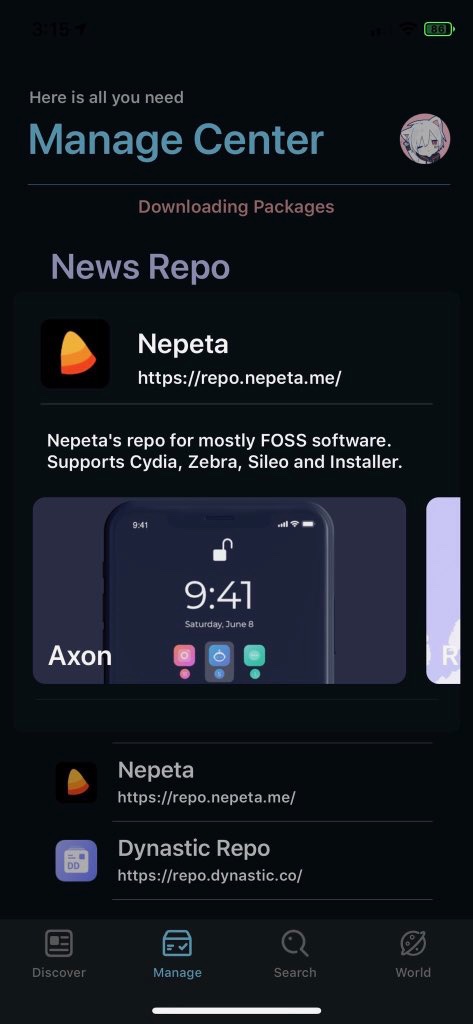 3:15
86
Here is all you need
Manage Center
Downloading Packages
News Repo
Nepeta
https://repo.nepeta.me/
Nepeta's repo for mostly FOSS software.
Supports Cydia, Zebra, Sileo and Installer.
9:41
9:41
Saturday, June 8
Axon
R
Nepeta
https://repo.nepeta.me/
DD
Dynastic Repo
https://repo.dynastic.co/
Discover
Manage
Search
World